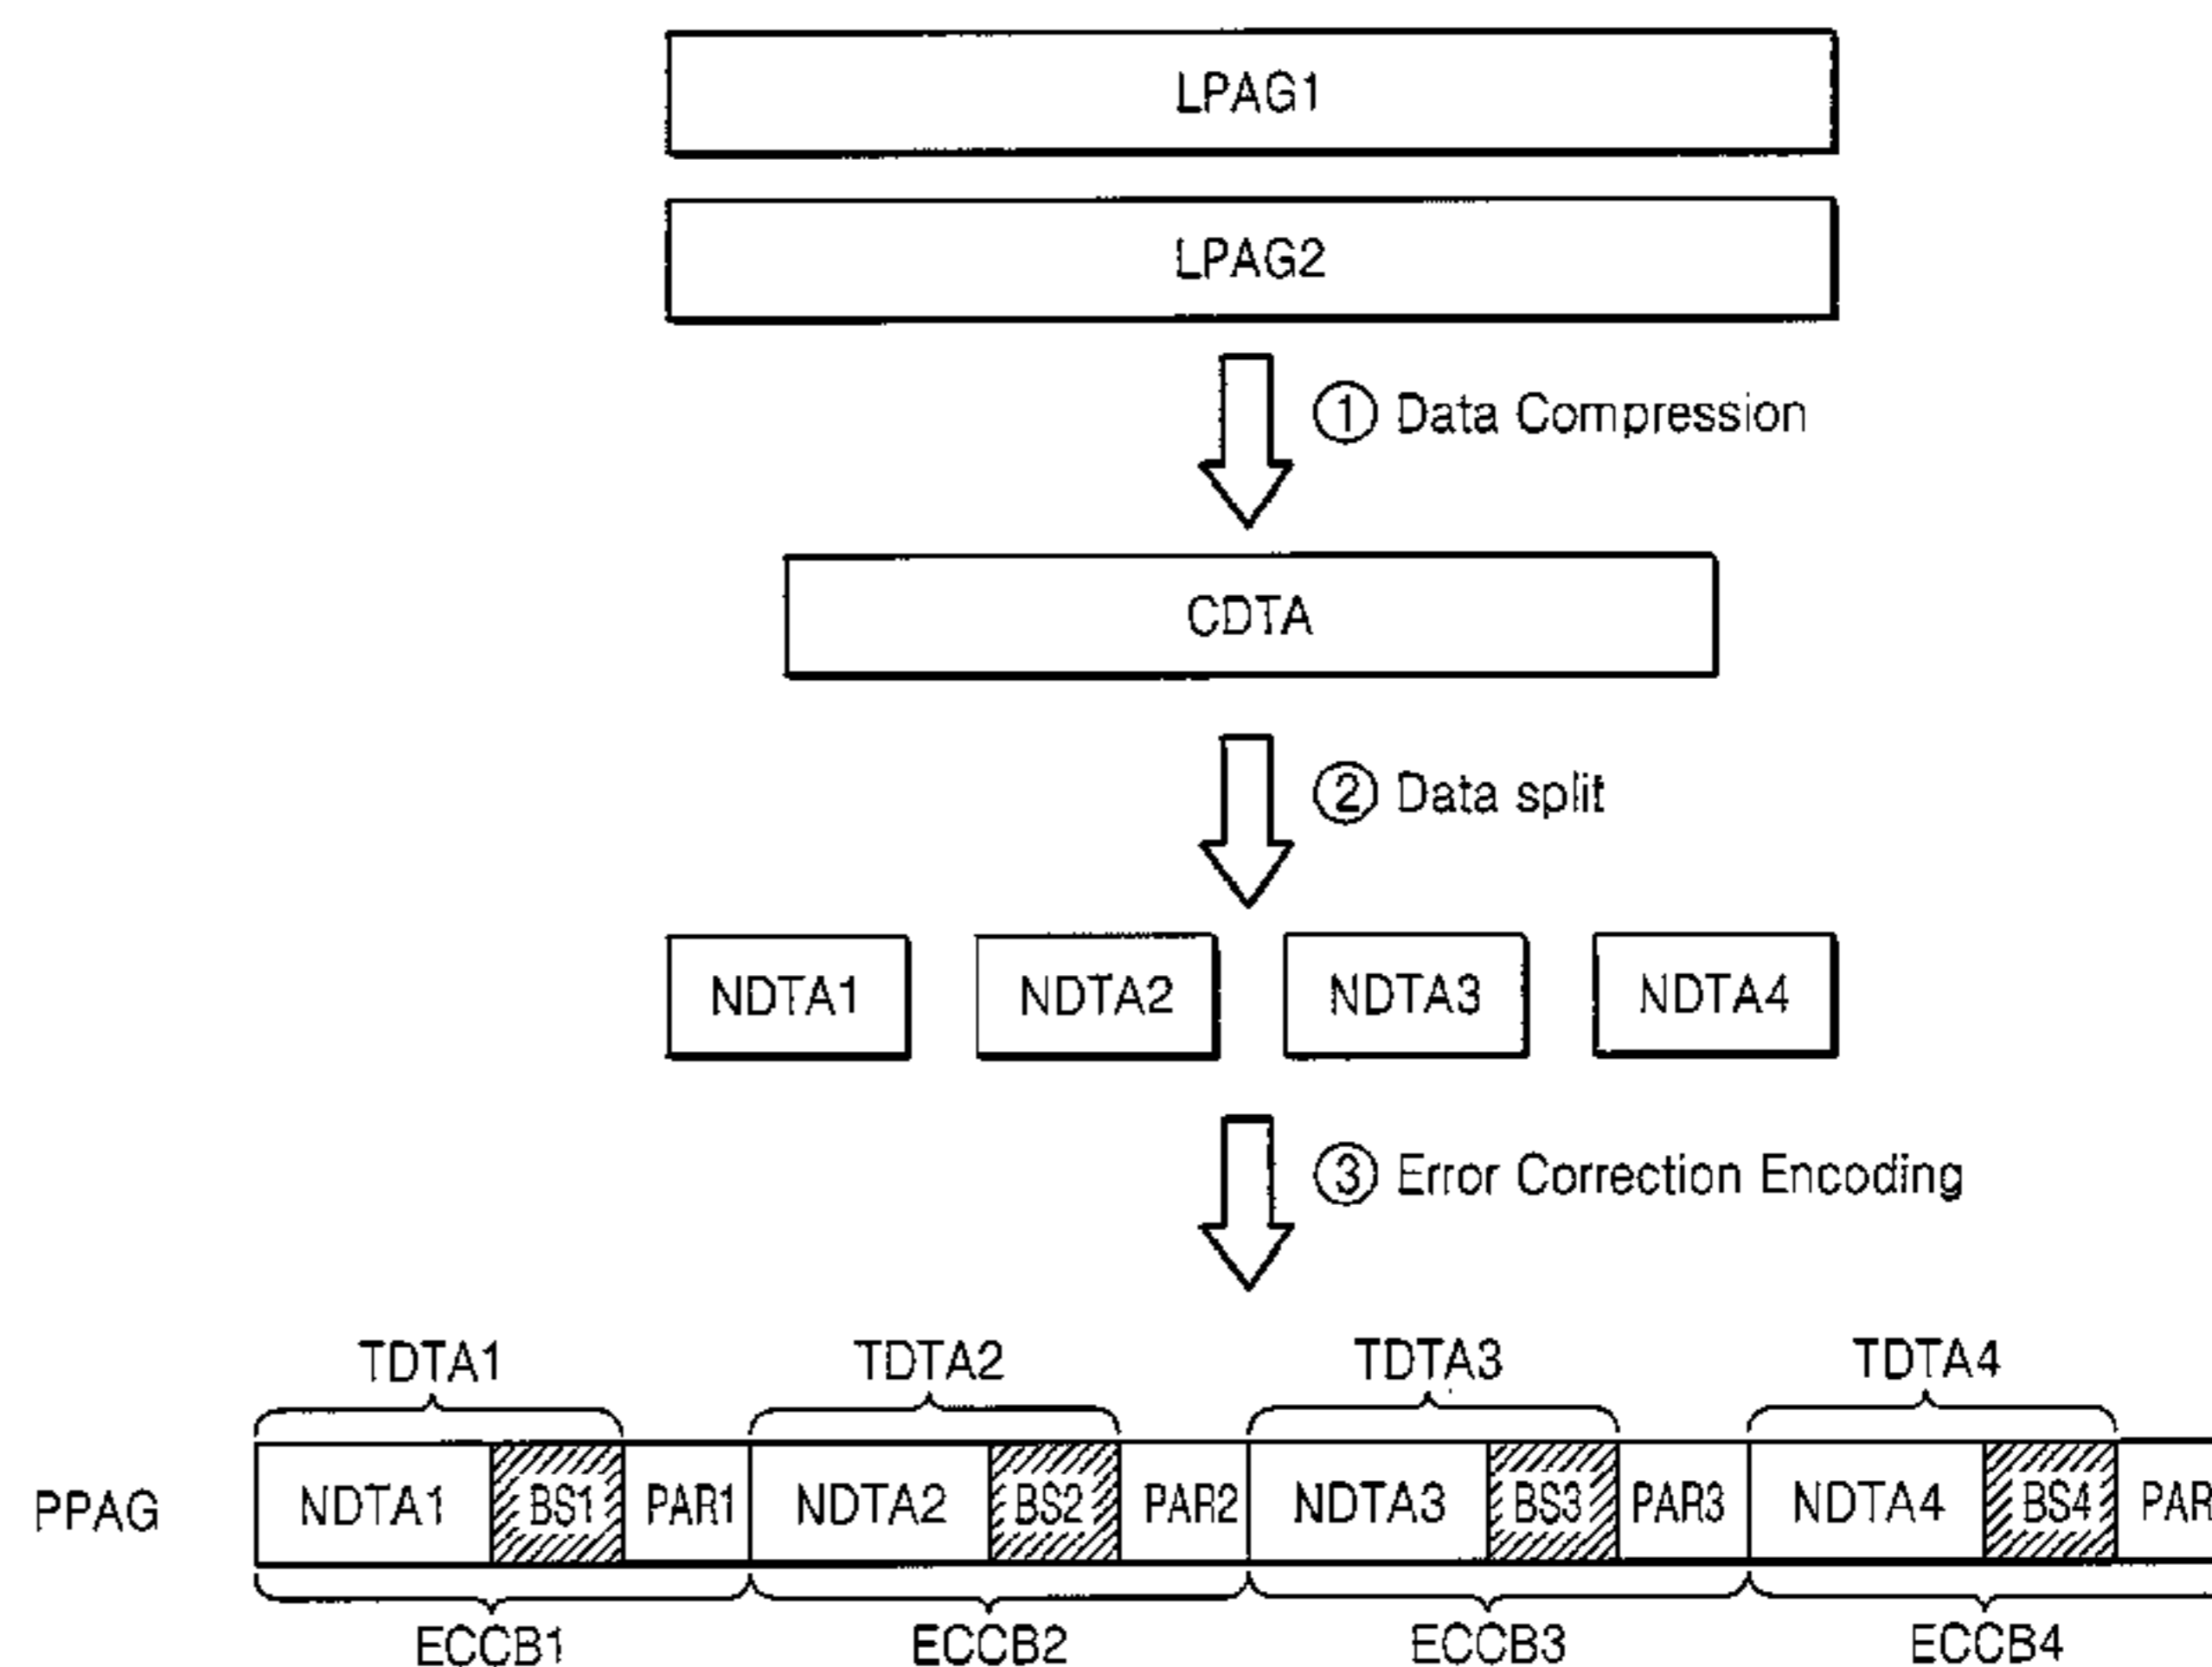 LPAG1
LPAG2
① Data Compression
CDTA
② Data split
NDTA1 NDTA2 NDTA3 NDTA4
③ Error Correction Encoding
TDTA1 TDTA2 TDTA3 TDTA4
PPAG NDTA1 BS1 PAR1 NDTA2 BS2 PAR2 NDTA3 BS3 PAR3 NDTA4 BS4 PAR
ECCB1 ECCB2 ECCB3 ECCB4